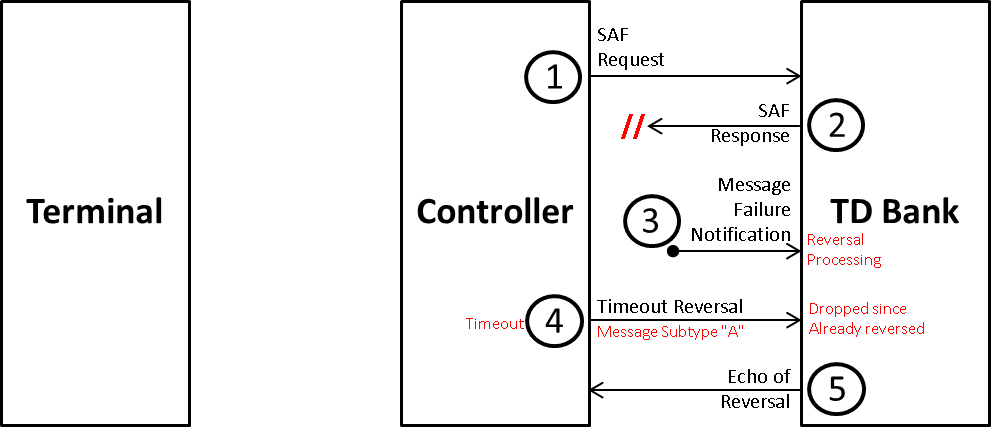 SAF
Request
1
SAF
Response
2
//
Terminal
Controller
TD Bank
Message
Failure
Notification
3
Reversal
Processing
Timeout
4
Timeout Reversal
Message Subtype "A"
Dropped since
Already reversed
Echo of
Reversal
5